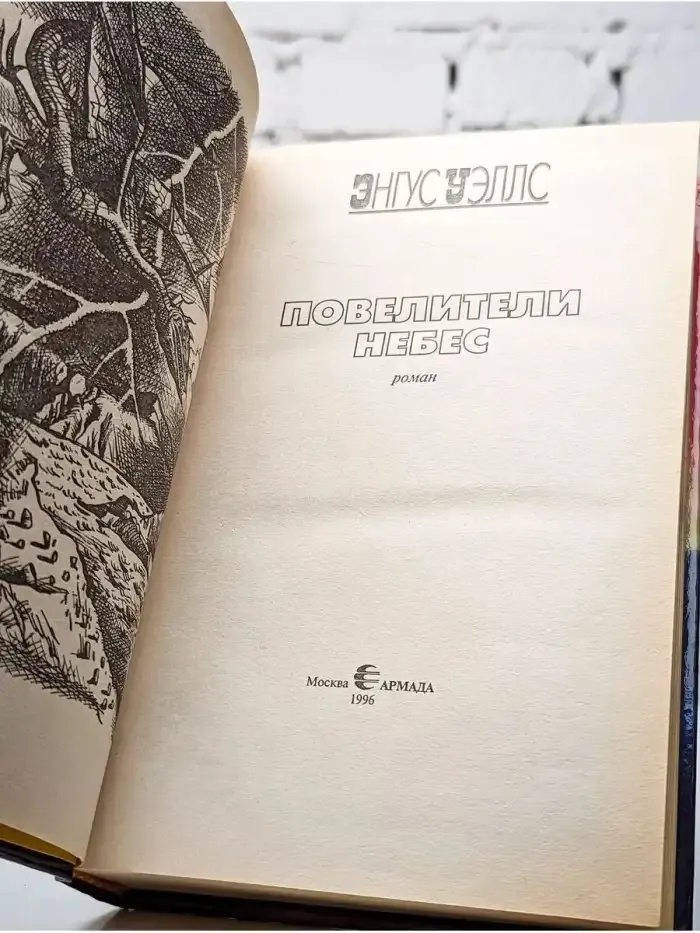 ЭНГУС УЭЛЛС
ПОВЕЛИТЕЛИ
НЕБЕС
роман
Москва АРМАДА
1996